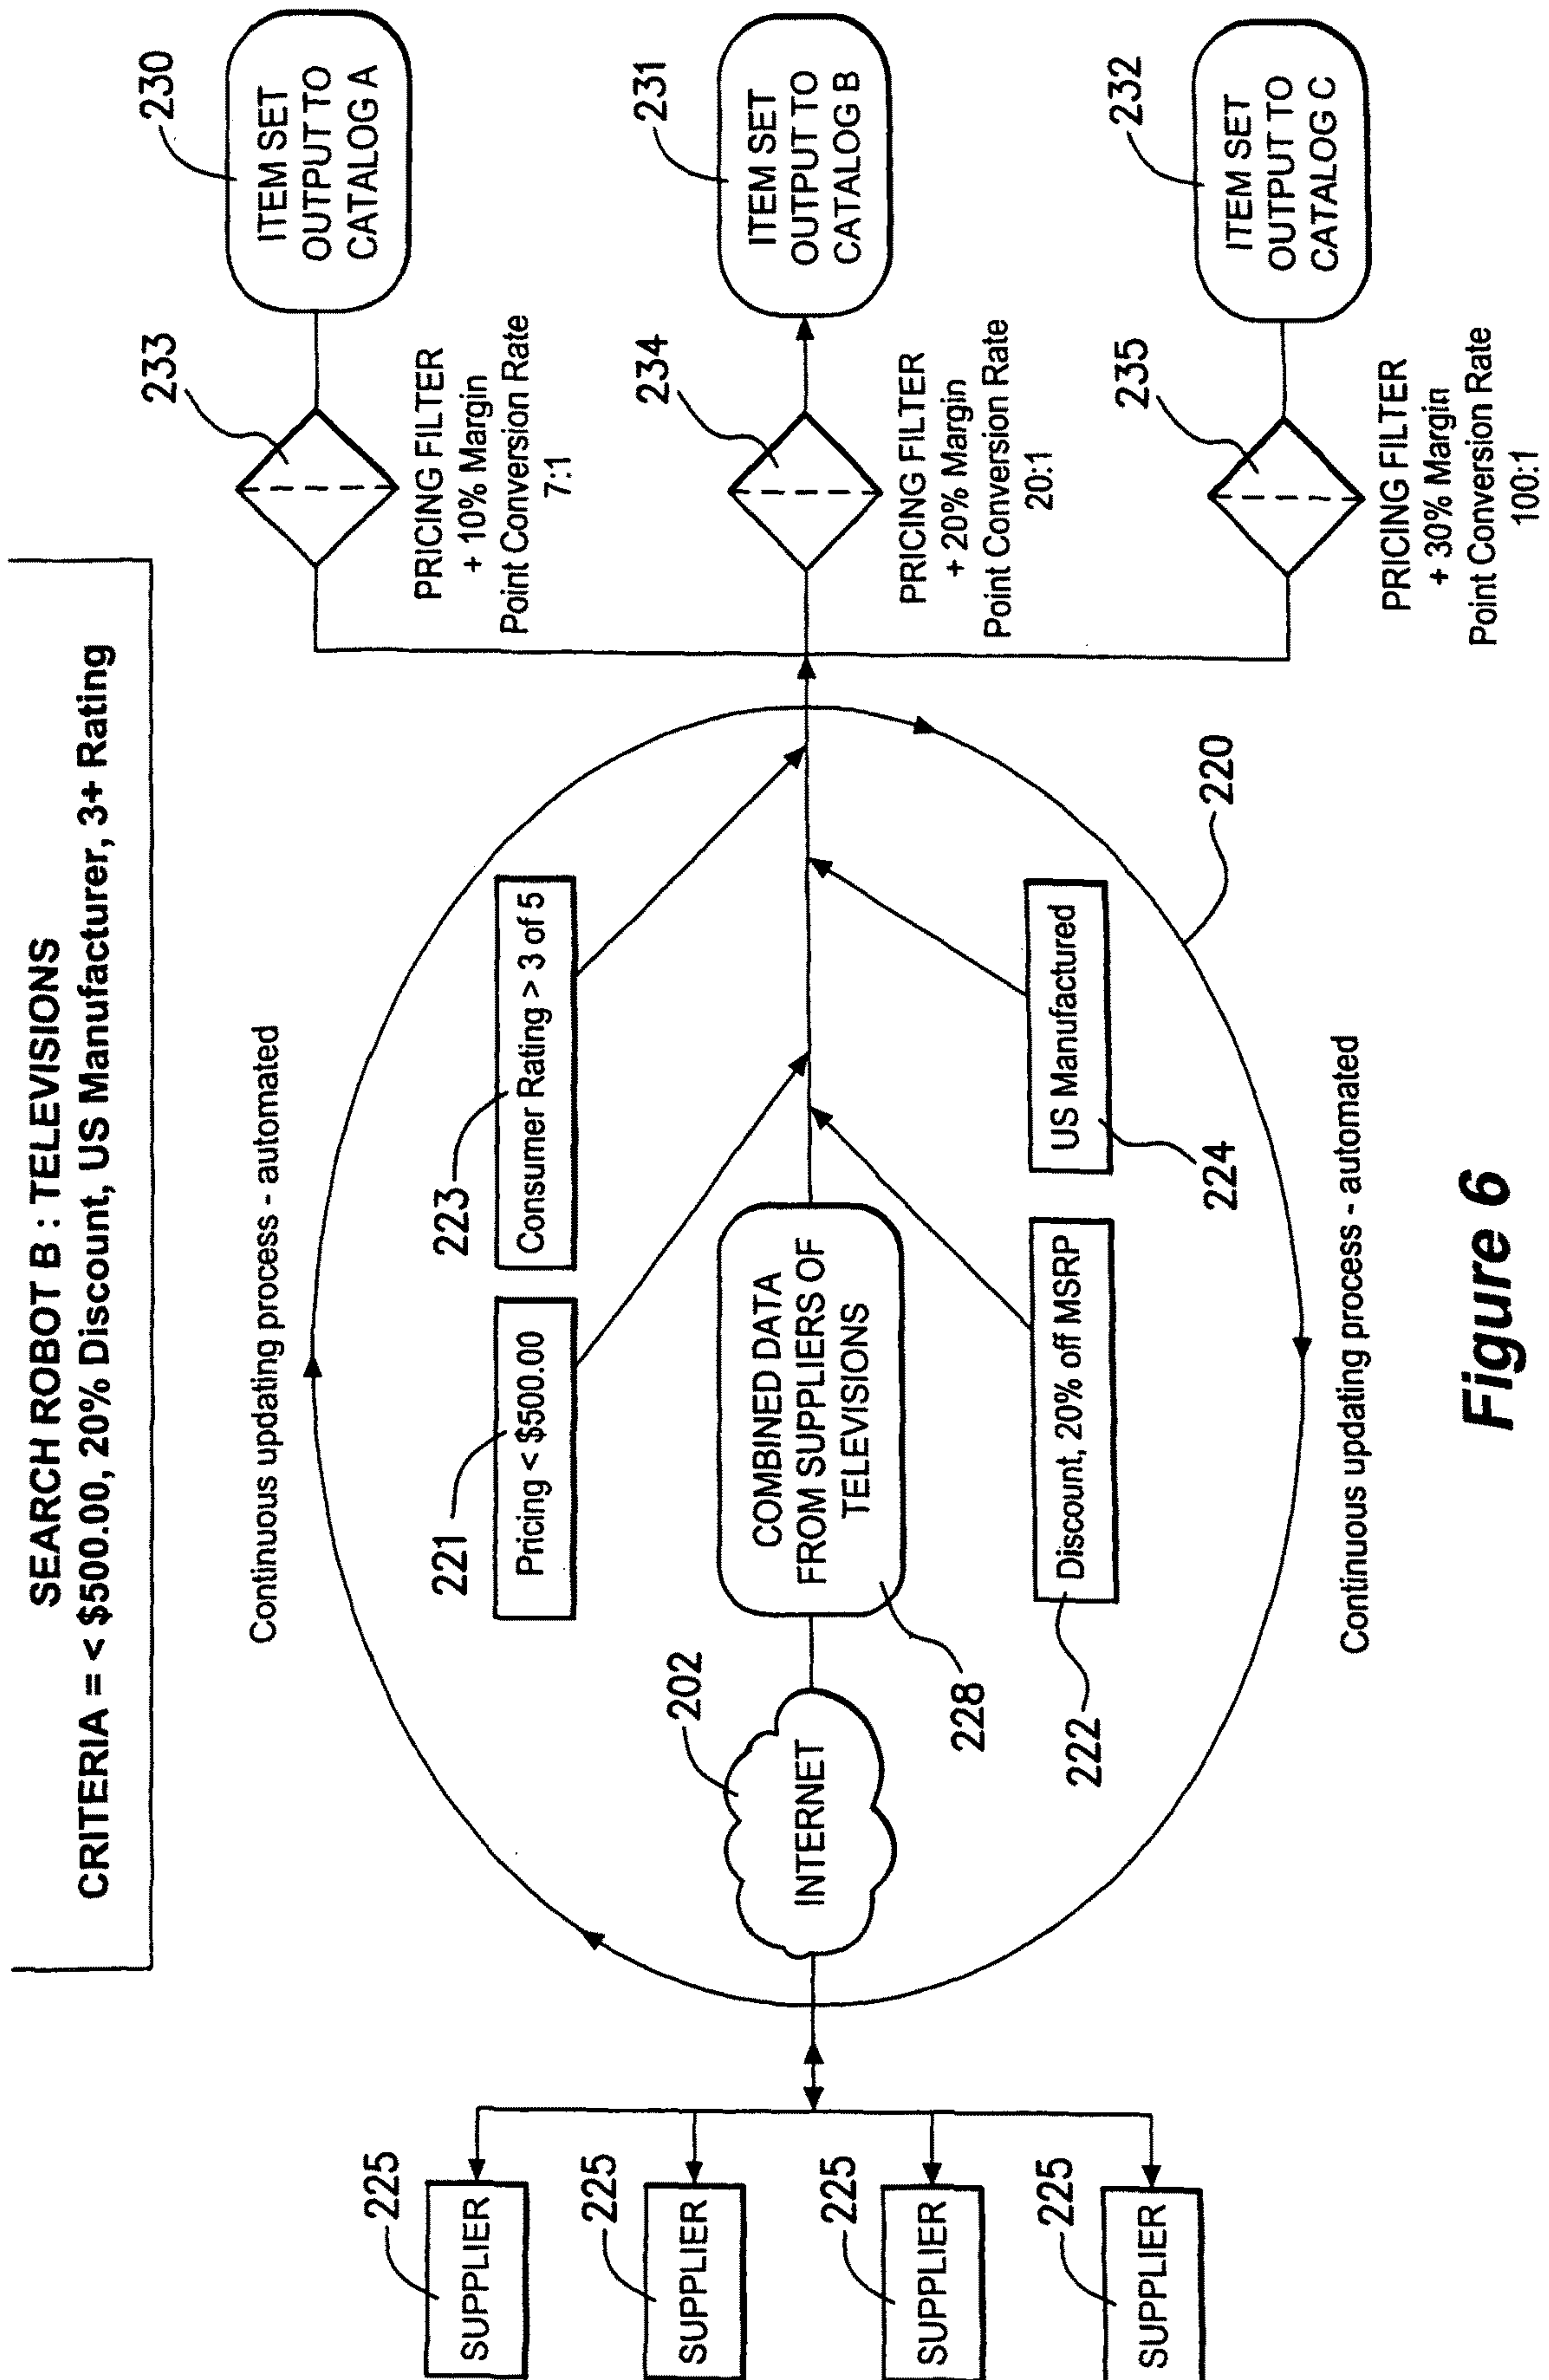 SEARCH ROBOT B : TELEVISIONS
CRITERIA = < $500.00, 20% Discount, US Manufacturer, 3+ Rating
Continuous updating process - automated
225
SUPPLIER
225
SUPPLIER
225
SUPPLIER
225
SUPPLIER
202
INTERNET
221
Pricing < $500.00
223
Consumer Rating > 3 of 5
COMBINED DATA
FROM SUPPLIERS OF
TELEVISIONS
228
222
Discount, 20% off MSRP
US Manufactured
224
220
Continuous updating process - automated
233
PRICING FILTER
+ 10% Margin
Point Conversion Rate
7:1
230
ITEM SET
OUTPUT TO
CATALOG A
234
PRICING FILTER
+ 20% Margin
Point Conversion Rate
20:1
231
ITEM SET
OUTPUT TO
CATALOG B
235
PRICING FILTER
+ 30% Margin
Point Conversion Rate
100:1
232
ITEM SET
OUTPUT TO
CATALOG C
Figure 6